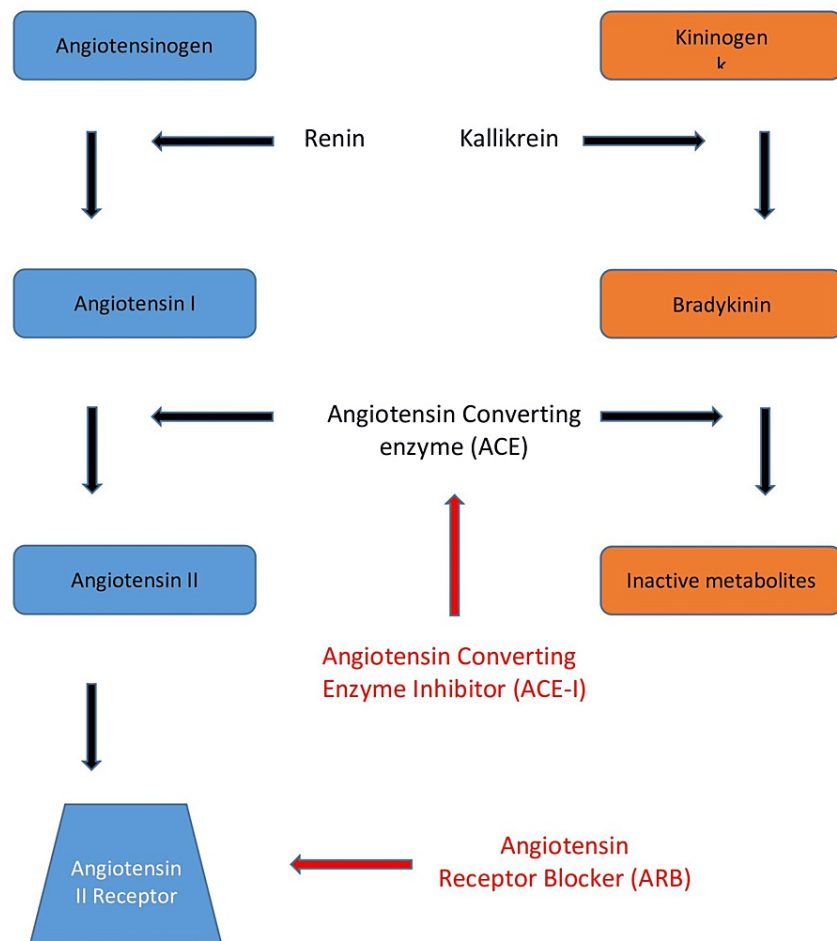 Angiotensinogen
Kininogen
k
Renin
Kallikrein
Angiotensin I
Bradykinin
Angiotensin Converting
enzyme (ACE)
Angiotensin II
Inactive metabolites
Angiotensin Converting
Enzyme Inhibitor (ACE-I)
Angiotensin
II Receptor
Angiotensin
Receptor Blocker (ARB)